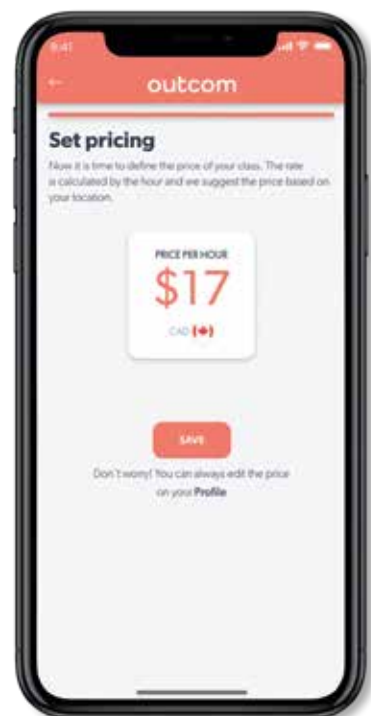 9:41
outcom
Set pricing
Now it is time to define the price of your class. The rate
is calculated by the hour and we suggest the price based on
your location.
PRICE PER HOUR
$17
CAD
SAVE
Don't worry! You can always edit the price
on your Profile